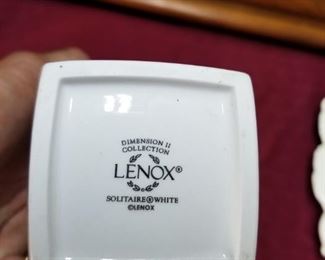 DIMENSION II
COLLECTION
LENOX®
SOLITAIRE®WHITE
©LENOX